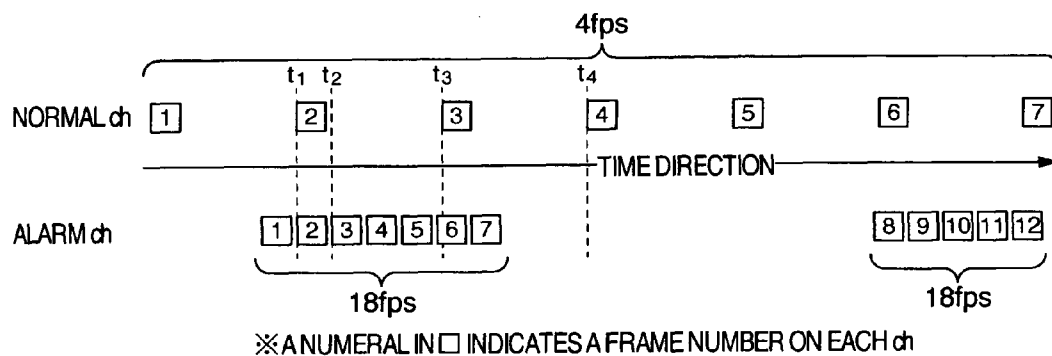 4fps
t1 t2 t3 t4
NORMAL ch 1 2 3 4 5 6 7
TIME DIRECTION
ALARM ch 1 2 3 4 5 6 7 8 9 10 11 12
18fps 18fps
※A NUMERAL IN □ INDICATES A FRAME NUMBER ON EACH ch